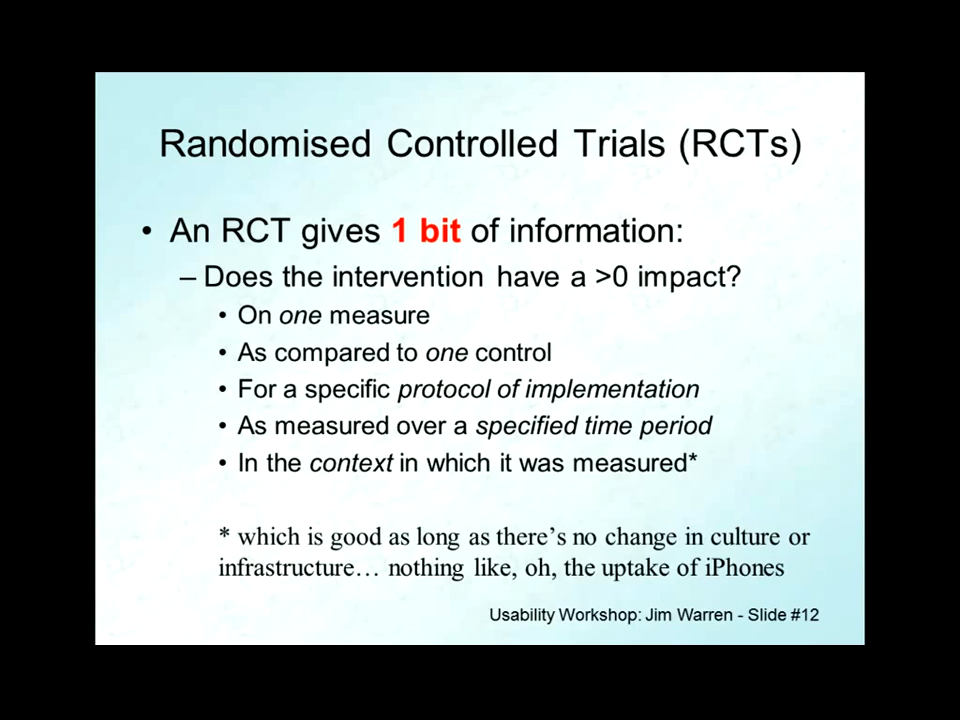 Randomised Controlled Trials (RCTs)
• An RCT gives 1 bit of information:
– Does the intervention have a >0 impact?
• On one measure
• As compared to one control
• For a specific protocol of implementation
• As measured over a specified time period
• In the context in which it was measured*
* which is good as long as there's no change in culture or
infrastructure… nothing like, oh, the uptake of iPhones
Usability Workshop: Jim Warren - Slide #12